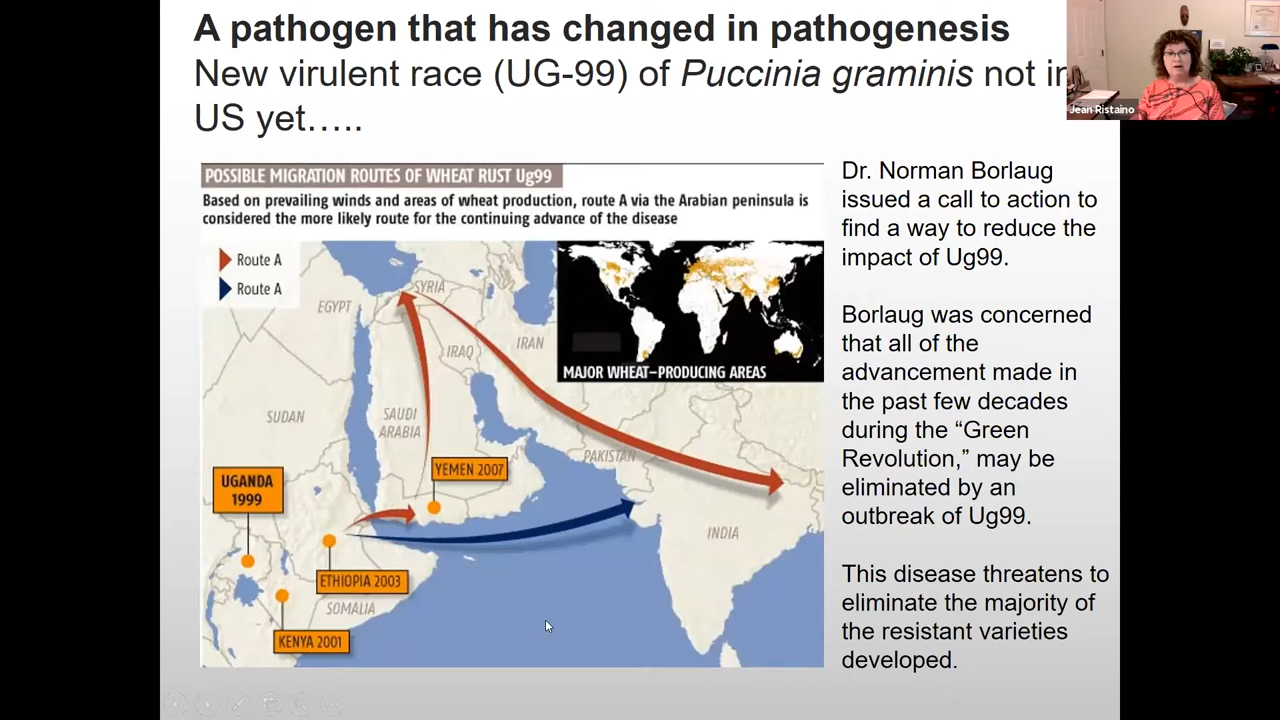 A pathogen that has changed in pathogenesis
New virulent race (UG-99) of Puccinia graminis not in
US yet…..
Jean Ristaino
POSSIBLE MIGRATION ROUTES OF WHEAT RUST Ug99
Based on prevailing winds and areas of wheat production, route A via the Arabian peninsula is
considered the more likely route for the continuing advance of the disease
Route A
Route A
SYRIA
EGYPT
IRAQ
IRAN
MAJOR WHEAT–PRODUCING AREAS
SUDAN
SAUDI
ARABIA
PAKISTAN
YEMEN 2007
UGANDA
1999
INDIA
ETHIOPIA 2003
SOMALIA
KENYA 2001
Dr. Norman Borlaug
issued a call to action to
find a way to reduce the
impact of Ug99.
Borlaug was concerned
that all of the
advancement made in
the past few decades
during the “Green
Revolution,” may be
eliminated by an
outbreak of Ug99.
This disease threatens to
eliminate the majority of
the resistant varieties
developed.